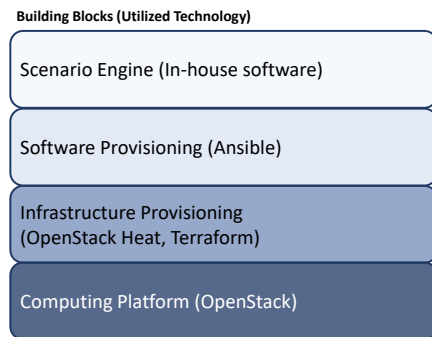 Building Blocks (Utilized Technology)
Scenario Engine (In-house software)
Software Provisioning (Ansible)
Infrastructure Provisioning
(OpenStack Heat, Terraform)
Computing Platform (OpenStack)